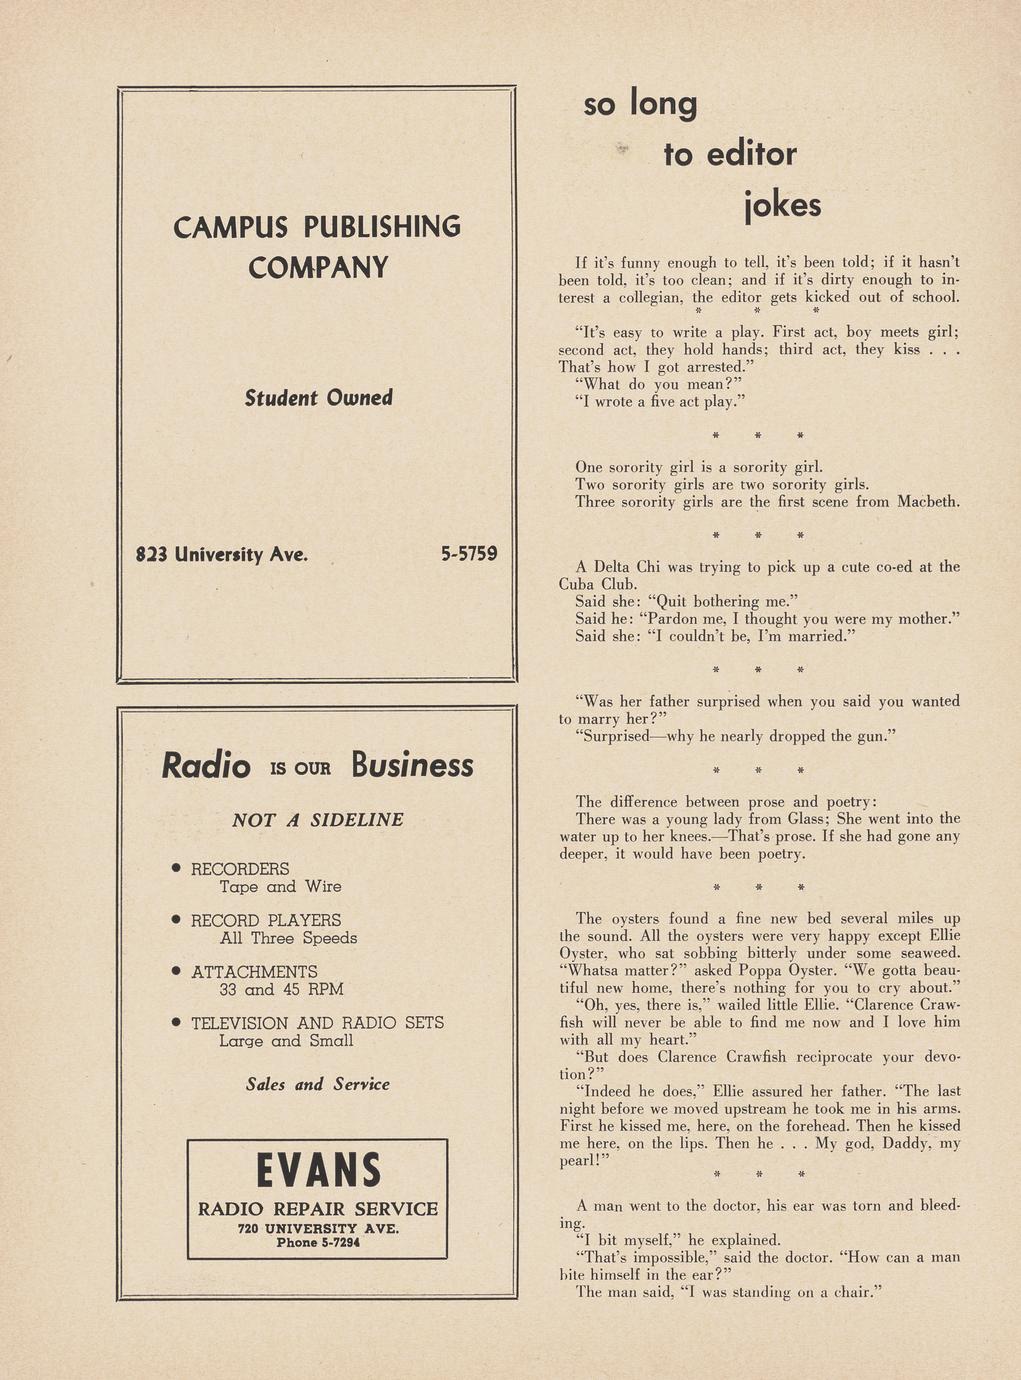 CAMPUS PUBLISHING
COMPANY
Student Owned
823 University Ave. 5-5759
Radio IS OUR Business
NOT A SIDELINE
• RECORDERS
Tape and Wire
• RECORD PLAYERS
All Three Speeds
• ATTACHMENTS
33 and 45 RPM
• TELEVISION AND RADIO SETS
Large and Small
Sales and Service
EVANS
RADIO REPAIR SERVICE
720 UNIVERSITY AVE.
Phone 5-7294
so long
to editor
jokes
If it's funny enough to tell, it's been told; if it hasn't
been told, it's too clean; and if it's dirty enough to in-
terest a collegian, the editor gets kicked out of school.
* * *
“It's easy to write a play. First act, boy meets girl;
second act, they hold hands; third act, they kiss . . .
That's how I got arrested.”
“What do you mean?”
“I wrote a five act play.”
* * *
One sorority girl is a sorority girl.
Two sorority girls are two sorority girls.
Three sorority girls are the first scene from Macbeth.
* * *
A Delta Chi was trying to pick up a cute co-ed at the
Cuba Club.
Said she: “Quit bothering me.”
Said he: “Pardon me, I thought you were my mother.”
Said she: “I couldn't be, I'm married.”
* * *
“Was her father surprised when you said you wanted
to marry her?”
“Surprised—why he nearly dropped the gun.”
* * *
The difference between prose and poetry:
There was a young lady from Glass; She went into the
water up to her knees.—That's prose. If she had gone any
deeper, it would have been poetry.
* * *
The oysters found a fine new bed several miles up
the sound. All the oysters were very happy except Ellie
Oyster, who sat sobbing bitterly under some seaweed.
“Whatsa matter?” asked Poppa Oyster. “We gotta beau-
tiful new home, there's nothing for you to cry about.”
“Oh, yes, there is,” wailed little Ellie. “Clarence Craw-
fish will never be able to find me now and I love him
with all my heart.”
“But does Clarence Crawfish reciprocate your devo-
tion?”
“Indeed he does,” Ellie assured her father. “The last
night before we moved upstream he took me in his arms.
First he kissed me, here, on the forehead. Then he kissed
me here, on the lips. Then he . . . My god, Daddy, my
pearl!”
* * *
A man went to the doctor, his ear was torn and bleed-
ing.
“I bit myself,” he explained.
“That's impossible,” said the doctor. “How can a man
bite himself in the ear?”
The man said, “I was standing on a chair.”